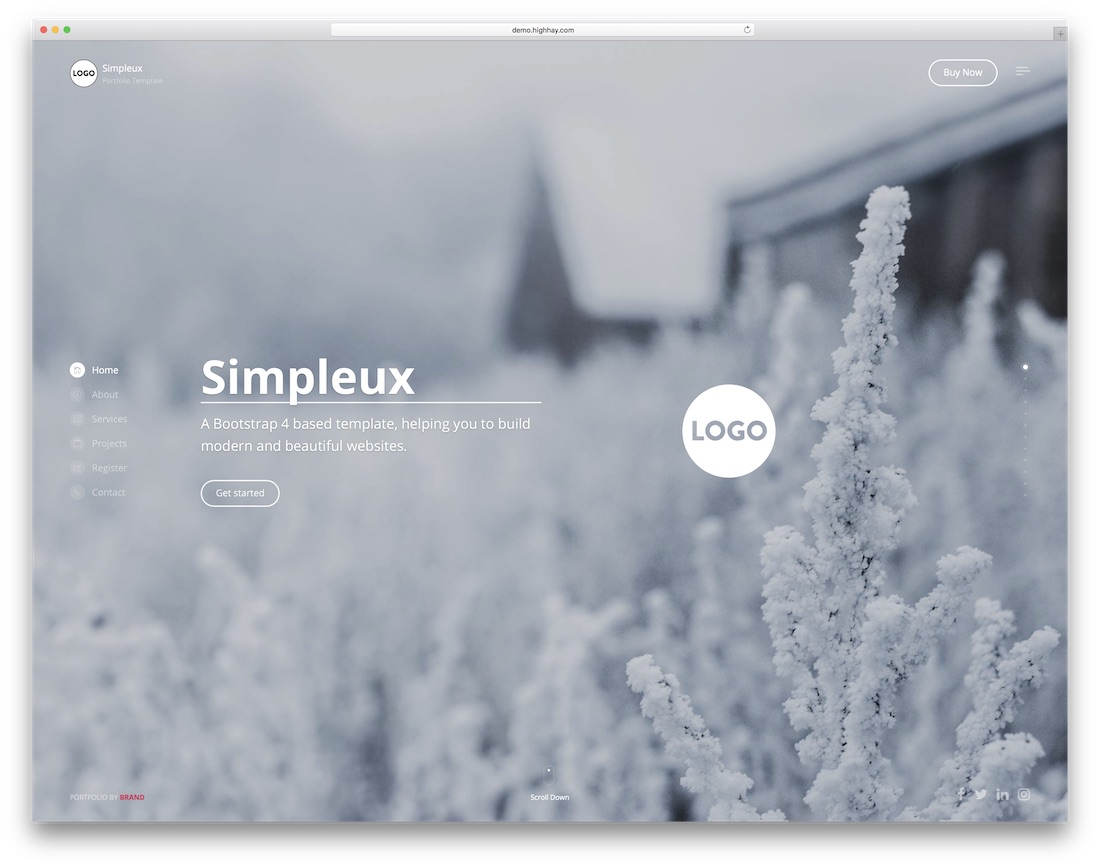 demo.highhay.com
LOGO
Simpleux
Portfolio Template
Buy Now
Home
About
Services
Projects
Register
Contact
Simpleux
A Bootstrap 4 based template, helping you to build
modern and beautiful websites.
Get started
LOGO
PORTFOLIO BY BRAND
Scroll Down